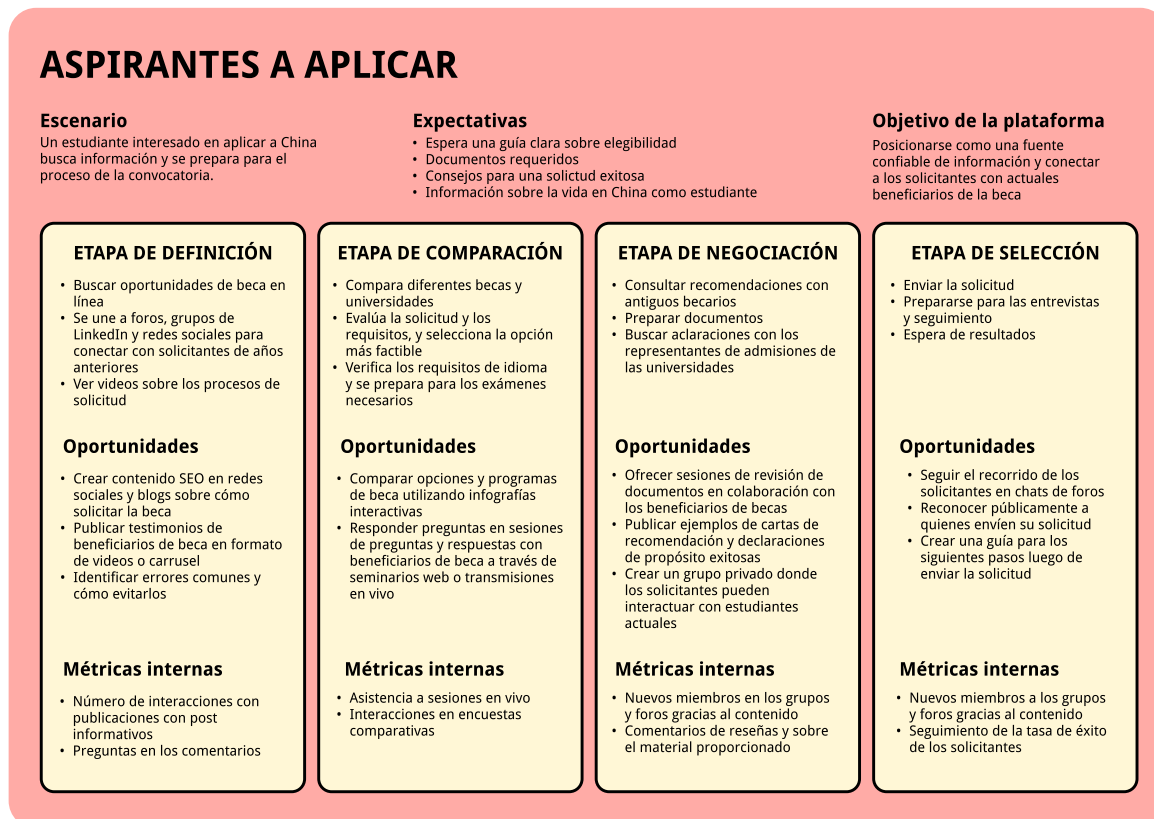 ASPIRANTES A APLICAR
Escenario
Un estudiante interesado en aplicar a China
busca información y se prepara para el
proceso de la convocatoria.
Expectativas
• Espera una guía clara sobre elegibilidad
• Documentos requeridos
• Consejos para una solictud exitosa
• Información sobre la vida en China como estudiante
Objetivo de la plataforma
Posicionarse como una fuente
confiable de información y conectar
a los solicitantes con actuales
beneficiarios de la beca
ETAPA DE DEFINICIÓN
• Buscar oportunidades de beca en
línea
• Se une a foros, grupos de
LinkedIn y redes sociales para
conectar con solicitantes de años
anteriores
• Ver videos sobre los procesos de
solicitud
Oportunidades
• Crear contenido SEO en redes
sociales y blogs sobre cómo
solicitar la beca
• Publicar testimonios de
beneficiarios de beca en formato
de videos o carrusel
• Identificar errores comunes y
cómo evitarlos
Métricas internas
• Número de interacciones con
publicaciones con post
informativos
• Preguntas en los comentarios
ETAPA DE COMPARACIÓN
• Compara diferentes becas y
universidades
• Evalúa la solicitud y los
requisitos, y selecciona la opción
más factible
• Verifica los requisitos de idioma
y se prepara para los exámenes
necesarios
Oportunidades
• Comparar opciones y programas
de beca utilizando infografías
interactivas
• Responder preguntas en sesiones
de preguntas y respuestas con
beneficiarios de beca a través de
seminarios web o transmisiones
en vivo
Métricas internas
• Asistencia a sesiones en vivo
• Interacciones en encuestas
comparativas
ETAPA DE NEGOCIACIÓN
• Consultar recomendaciones con
antiguos becarios
• Preparar documentos
• Buscar aclaraciones con los
representantes de admisiones de
las universidades
Oportunidades
• Ofrecer sesiones de revisión de
documentos en colaboración con
los beneficiarios de becas
• Publicar ejemplos de cartas de
recomendación y declaraciones
de propósito exitosas
• Crear un grupo privado donde
los solicitantes pueden
interactuar con estudiantes
actuales
Métricas internas
• Nuevos miembros en los grupos
y foros gracias al contenido
• Comentarios de reseñas y sobre
el material proporcionado
ETAPA DE SELECCIÓN
• Enviar la solicitud
• Prepararse para las entrevistas
y seguimiento
• Espera de resultados
Oportunidades
• Seguir el recorrido de los
solicitantes en chats de foros
• Reconocer públicamente a
quienes envíen su solicitud
• Crear una guía para los
siguientes pasos luego de
enviar la solicitud
Métricas internas
• Nuevos miembros a los grupos
y foros gracias al contenido
• Seguimiento de la tasa de éxito
de los solicitantes